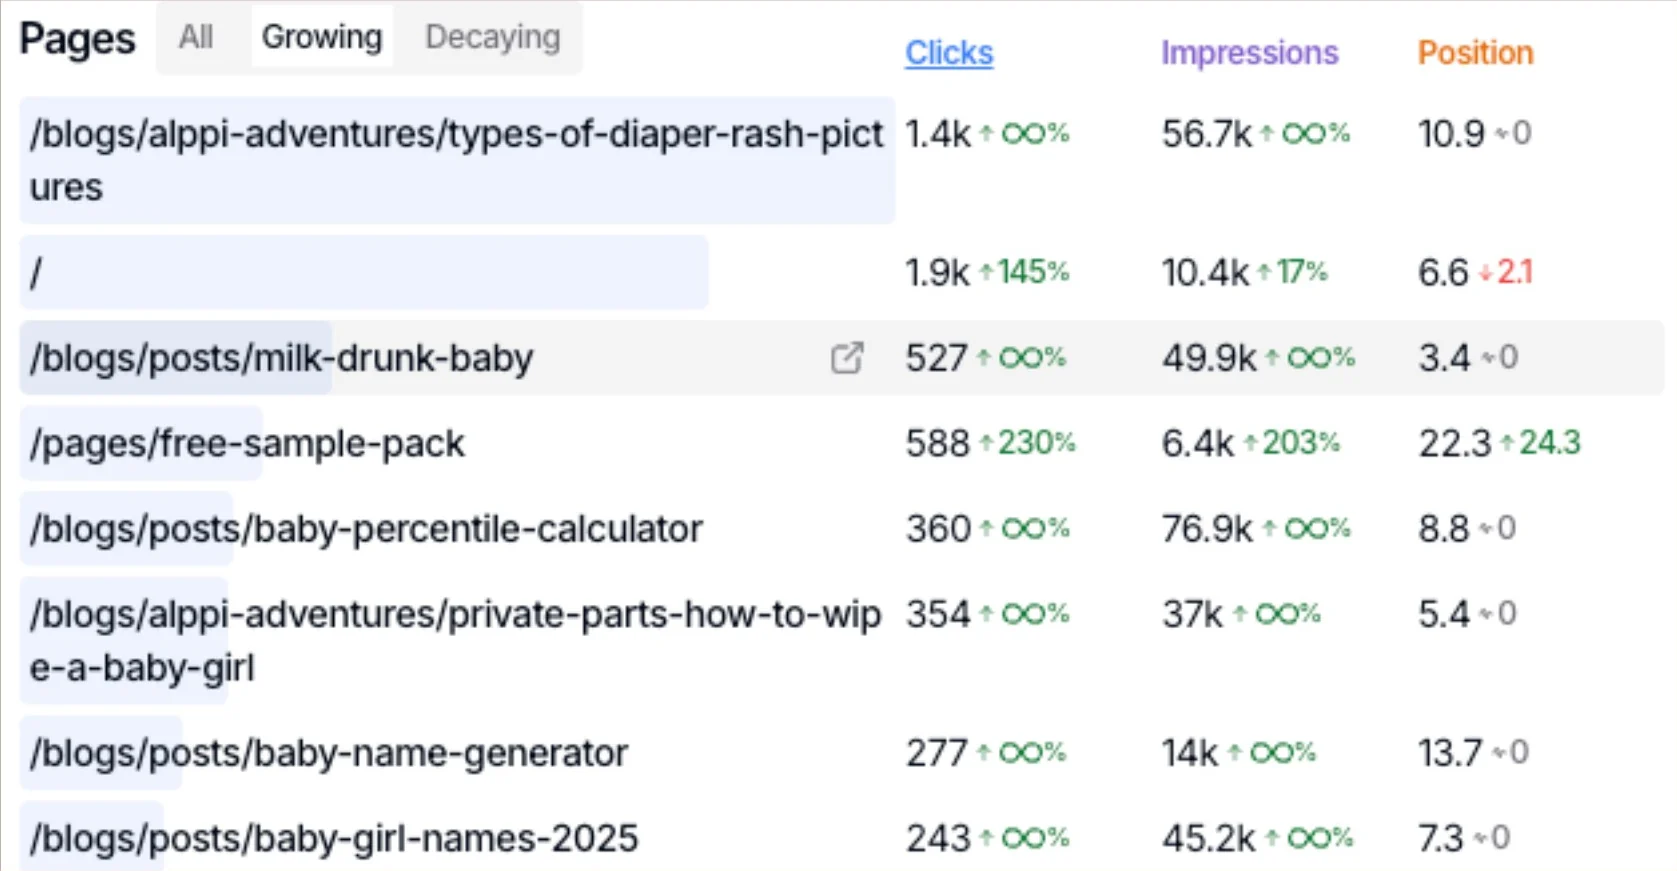 Pages All Growing Decaying Clicks Impressions Position
/blogs/alppi-adventures/types-of-diaper-rash-pict 1.4k ↑ ∞% 56.7k ↑ ∞% 10.9 0
ures
/ 1.9k ↑ 145% 10.4k ↑ 17% 6.6 ↓ 2.1
/blogs/posts/milk-drunk-baby 527 ↑ ∞% 49.9k ↑ ∞% 3.4 0
/pages/free-sample-pack 588 ↑ 230% 6.4k ↑ 203% 22.3 ↑ 24.3
/blogs/posts/baby-percentile-calculator 360 ↑ ∞% 76.9k ↑ ∞% 8.8 0
/blogs/alppi-adventures/private-parts-how-to-wip 354 ↑ ∞% 37k ↑ ∞% 5.4 0
e-a-baby-girl
/blogs/posts/baby-name-generator 277 ↑ ∞% 14k ↑ ∞% 13.7 0
/blogs/posts/baby-girl-names-2025 243 ↑ ∞% 45.2k ↑ ∞% 7.3 0